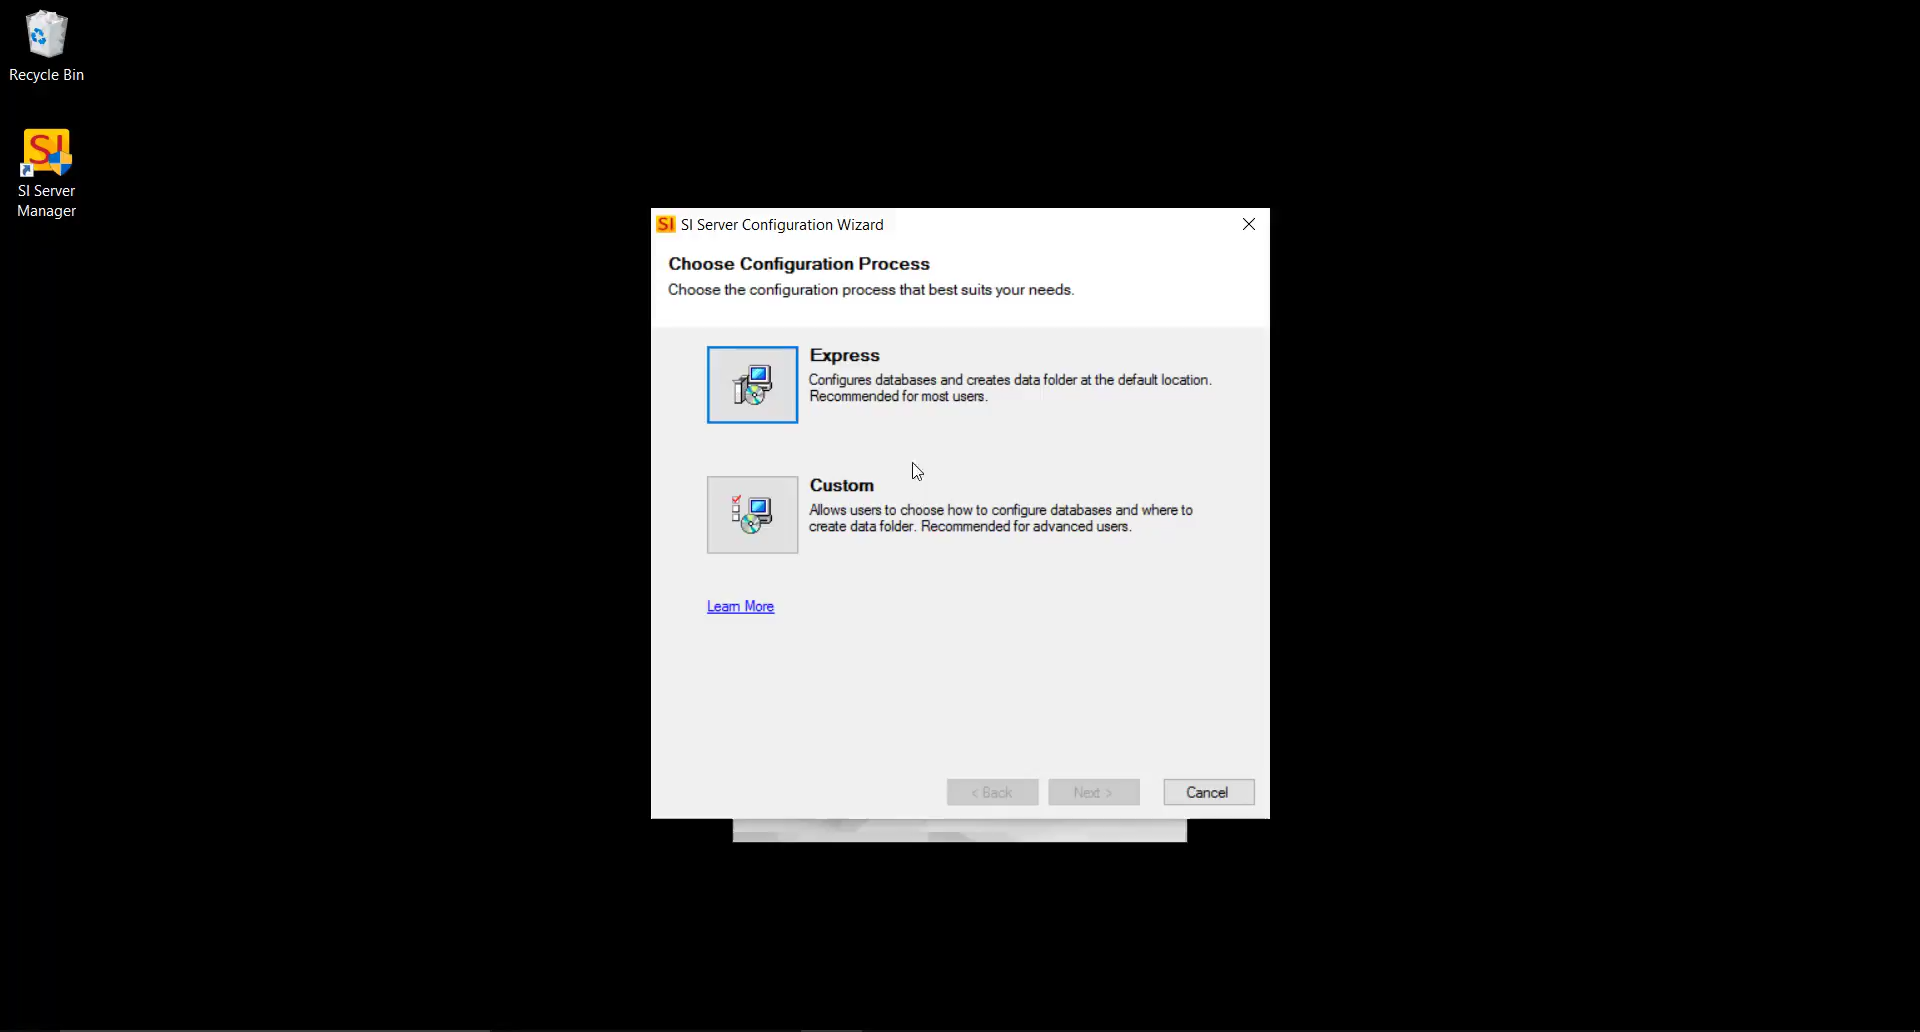 Recycle Bin
SI
SI Server
Manager
SI SI Server Configuration Wizard
Choose Configuration Process
Choose the configuration process that best suits your needs.
Express
Configures databases and creates data folder at the default location.
Recommended for most users.
Custom
Allows users to choose how to configure databases and where to
create data folder. Recommended for advanced users.
Learn More
< Back Next > Cancel